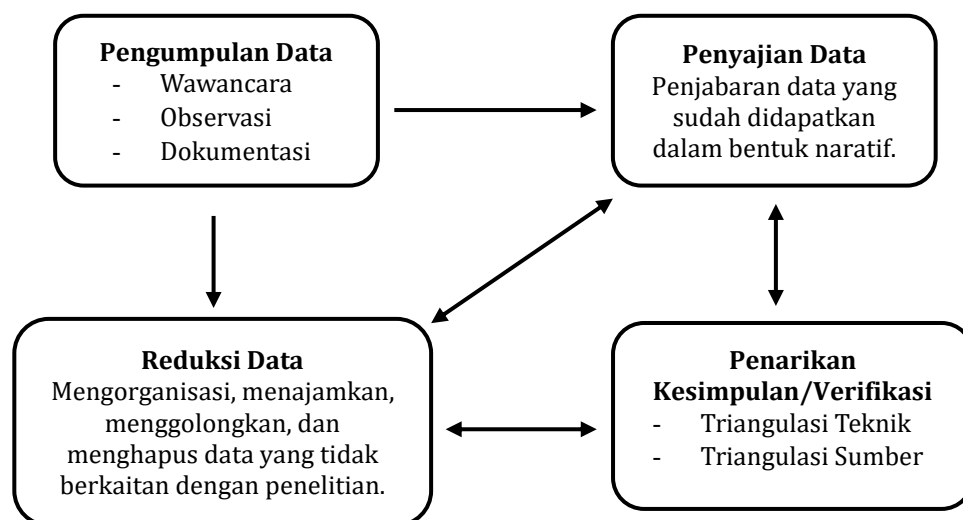 Pengumpulan Data
- Wawancara
- Observasi
- Dokumentasi
Penyajian Data
Penjabaran data yang
sudah didapatkan
dalam bentuk naratif.
Reduksi Data
Mengorganisasi, menajamkan,
menggolongkan, dan
menghapus data yang tidak
berkaitan dengan penelitian.
Penarikan
Kesimpulan/Verifikasi
- Triangulasi Teknik
- Triangulasi Sumber